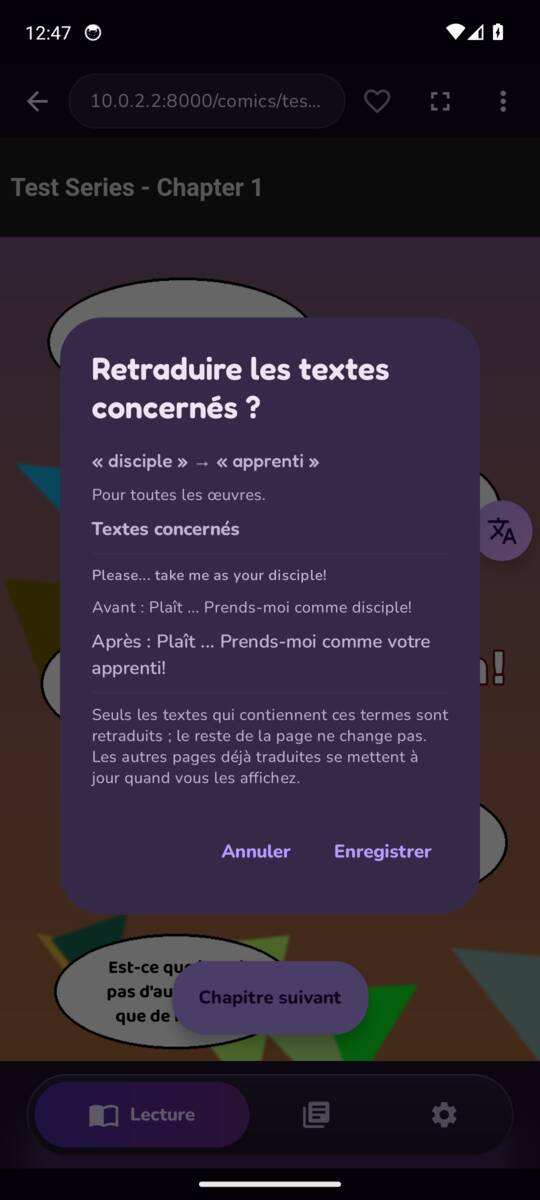 12:47
10.0.2.2:8000/comics/tes...
Test Series - Chapter 1
Retraduire les textes
concernés ?
« disciple » → « apprenti »
Pour toutes les œuvres.
Textes concernés
Please... take me as your disciple!
Avant : Plaît ... Prends-moi comme disciple!
Après : Plaît ... Prends-moi comme votre
apprenti!
Seuls les textes qui contiennent ces termes sont
retraduits ; le reste de la page ne change pas.
Les autres pages déjà traduites se mettent à
jour quand vous les affichez.
Annuler Enregistrer
Est-ce que
pas d'au
que de
Chapitre suivant
Lecture